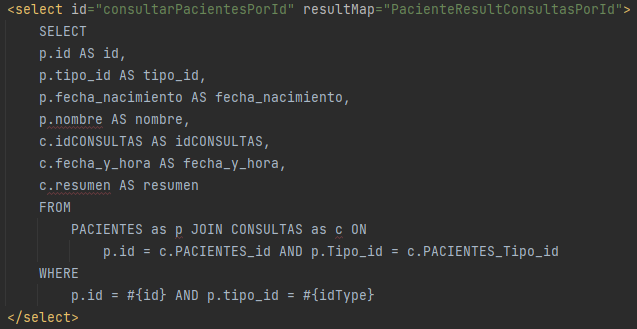 <select id="consultarPacientesPorId" resultMap="PacienteResultConsultasPorId">
SELECT
p.id AS id,
p.tipo_id AS tipo_id,
p.fecha_nacimiento AS fecha_nacimiento,
p.nombre AS nombre,
c.idCONSULTAS AS idCONSULTAS,
c.fecha_y_hora AS fecha_y_hora,
c.resumen AS resumen
FROM
PACIENTES as p JOIN CONSULTAS as c ON
p.id = c.PACIENTES_id AND p.Tipo_id = c.PACIENTES_Tipo_id
WHERE
p.id = #{id} AND p.tipo_id = #{idType}
</select>